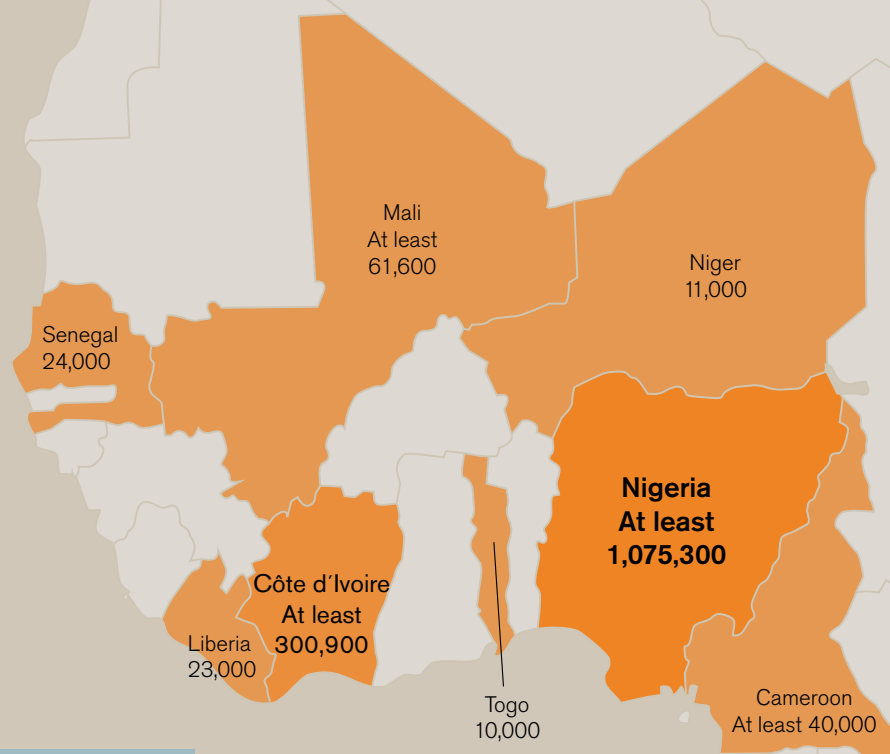 Mali
At least
61,600
Niger
11,000
Senegal
24,000
Nigeria
At least
1,075,300
Côte d´Ivoire
At least
300,900
Liberia
23,000
Togo
10,000
Cameroon
At least 40,000